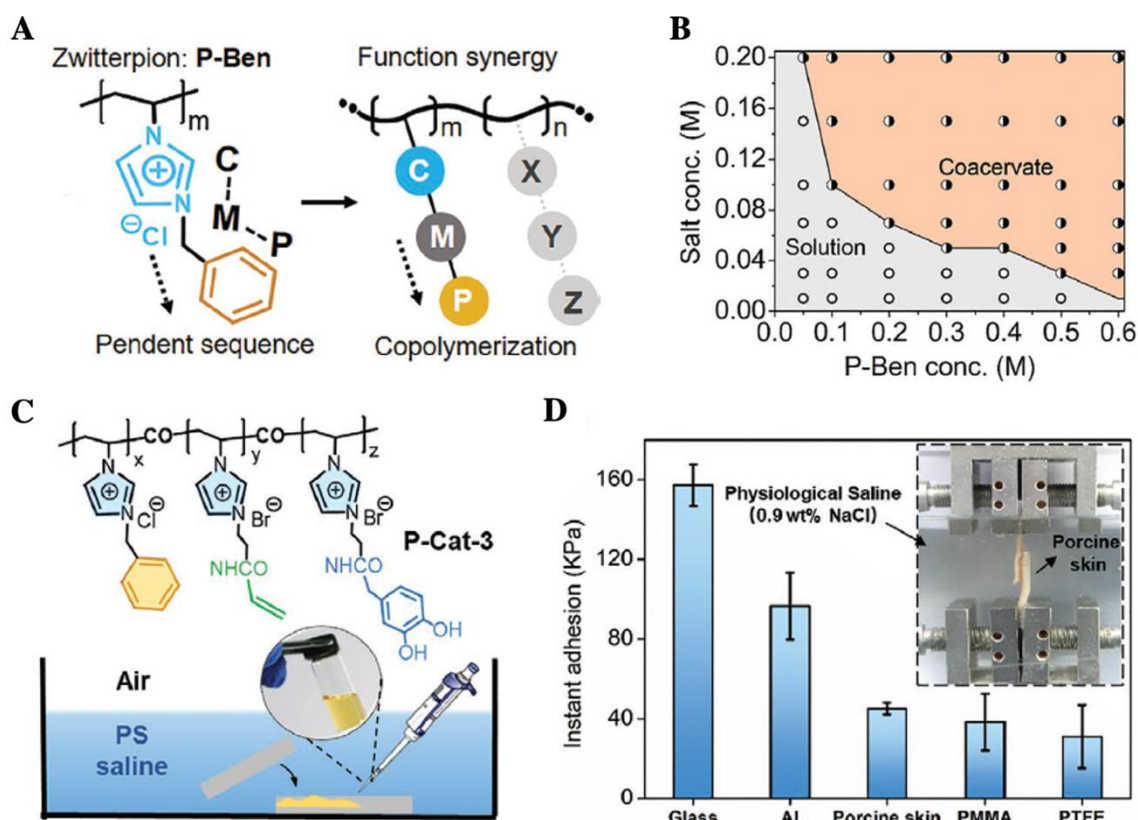 A
Zwitterpion: P-Ben
Function synergy
m
N
⊕
N
⊖Cl
C
M
P
m
n
C
M
P
X
Y
Z
Pendent sequence
Copolymerization
B
Salt conc. (M)
0.20
0.16
0.12
0.08
0.04
0.00
Coacervate
Solution
0.0 0.1 0.2 0.3 0.4 0.5 0.6
P-Ben conc. (M)
C
x CO y CO z
N N N
⊕ ⊕ ⊕
N Cl⊖ N Br⊖ N Br⊖
P-Cat-3
NHCO NHCO
OH
OH
Air
PS
saline
D
Instant adhesion (KPa)
160
120
80
40
0
Physiological Saline
(0.9 wt% NaCl)
Porcine
skin
Glass AL Porcine skin PMMA PTFE